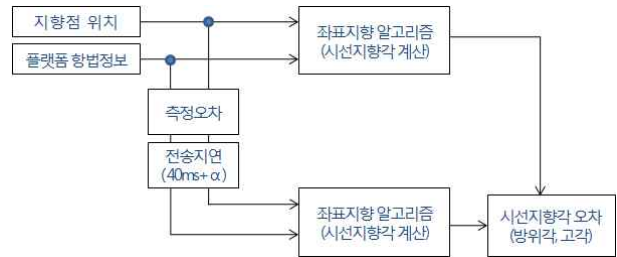 지향점 위치
플랫폼 항법정보
좌표지향 알고리즘
(시선지향각 계산)
측정오차
전송지연
(40ms+α)
좌표지향 알고리즘
(시선지향각 계산)
시선지향각 오차
(방위각, 고각)